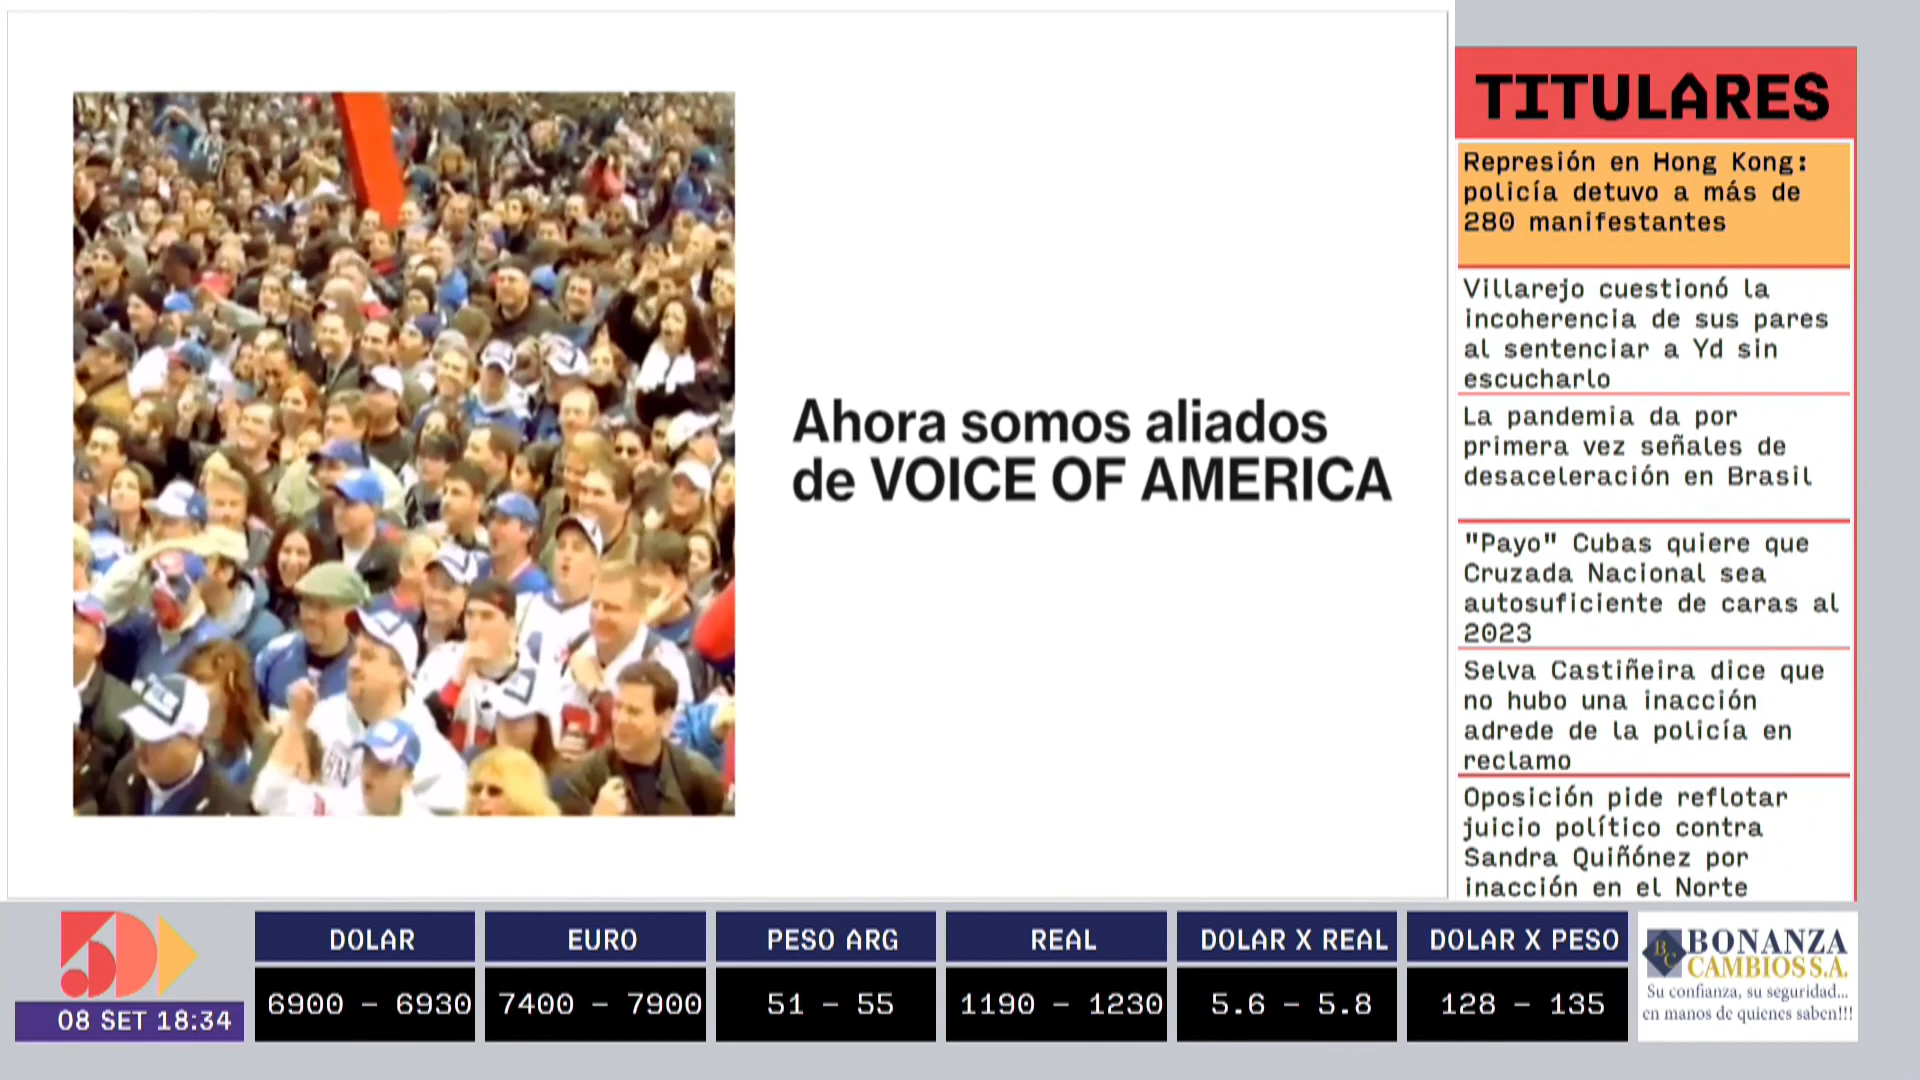 Ahora somos aliados
de VOICE OF AMERICA
TITULARES
Represión en Hong Kong:
policía detuvo a más de
280 manifestantes
Villarejo cuestionó la
incoherencia de sus pares
al sentenciar a Yd sin
escucharlo
La pandemia da por
primera vez señales de
desaceleración en Brasil
"Payo" Cubas quiere que
Cruzada Nacional sea
autosuficiente de caras al
2023
Selva Castiñeira dice que
no hubo una inacción
adrede de la policía en
reclamo
Oposición pide reflotar
juicio político contra
Sandra Quiñónez por
inacción en el Norte
5D
08 SET 18:34
DOLAR
6900 - 6930
EURO
7400 - 7900
PESO ARG
51 - 55
REAL
1190 - 1230
DOLAR X REAL
5.6 - 5.8
DOLAR X PESO
128 - 135
BC
BONANZA
CAMBIOS S.A.
Su confianza, su seguridad...
en manos de quienes saben!!!